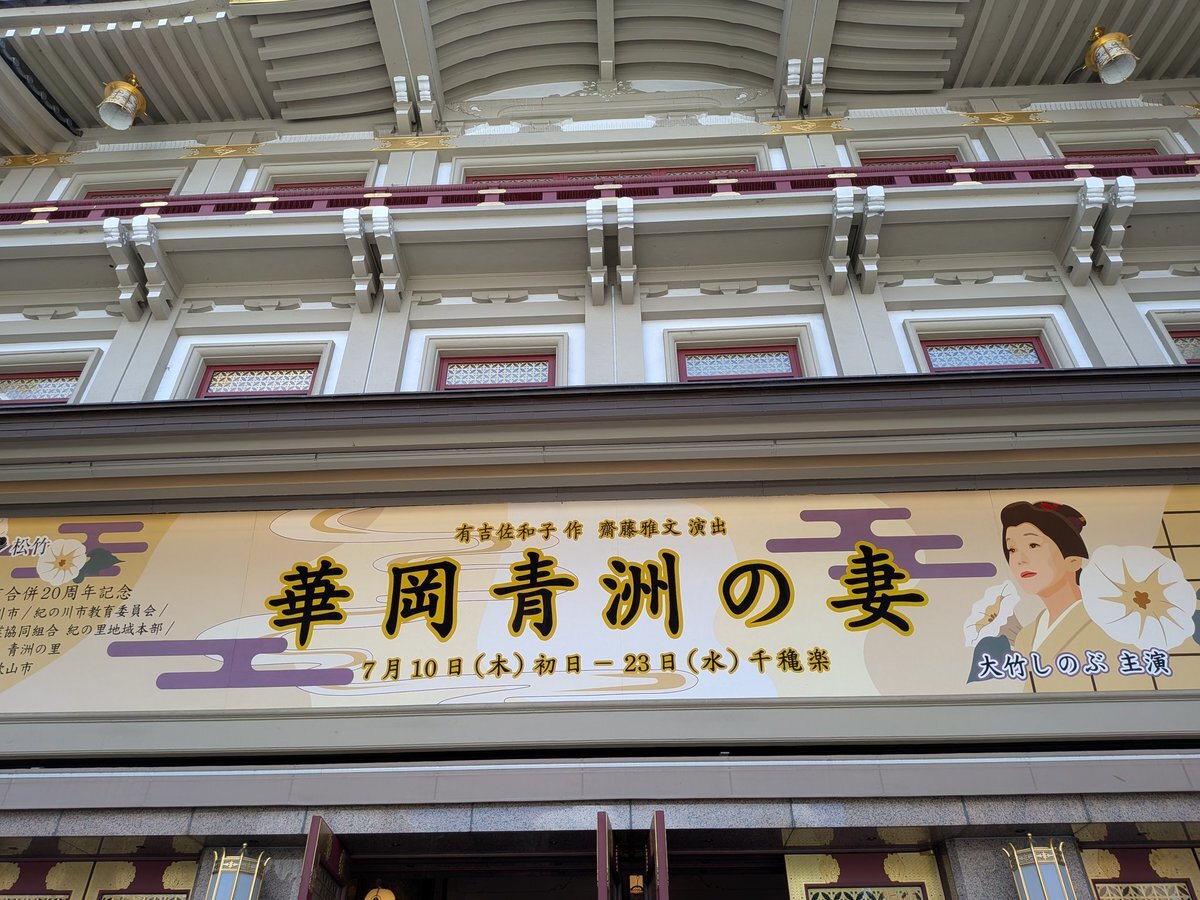 松竹
合併20周年記念
川市/紀の川市教育委員会/
協同組合 紀の里地域本部/
青洲の里
歌山市
有吉佐和子 作 齋藤雅文 演出
華岡青洲の妻
7月10日(木)初日−23日(水)千穐楽
大竹しのぶ 主演